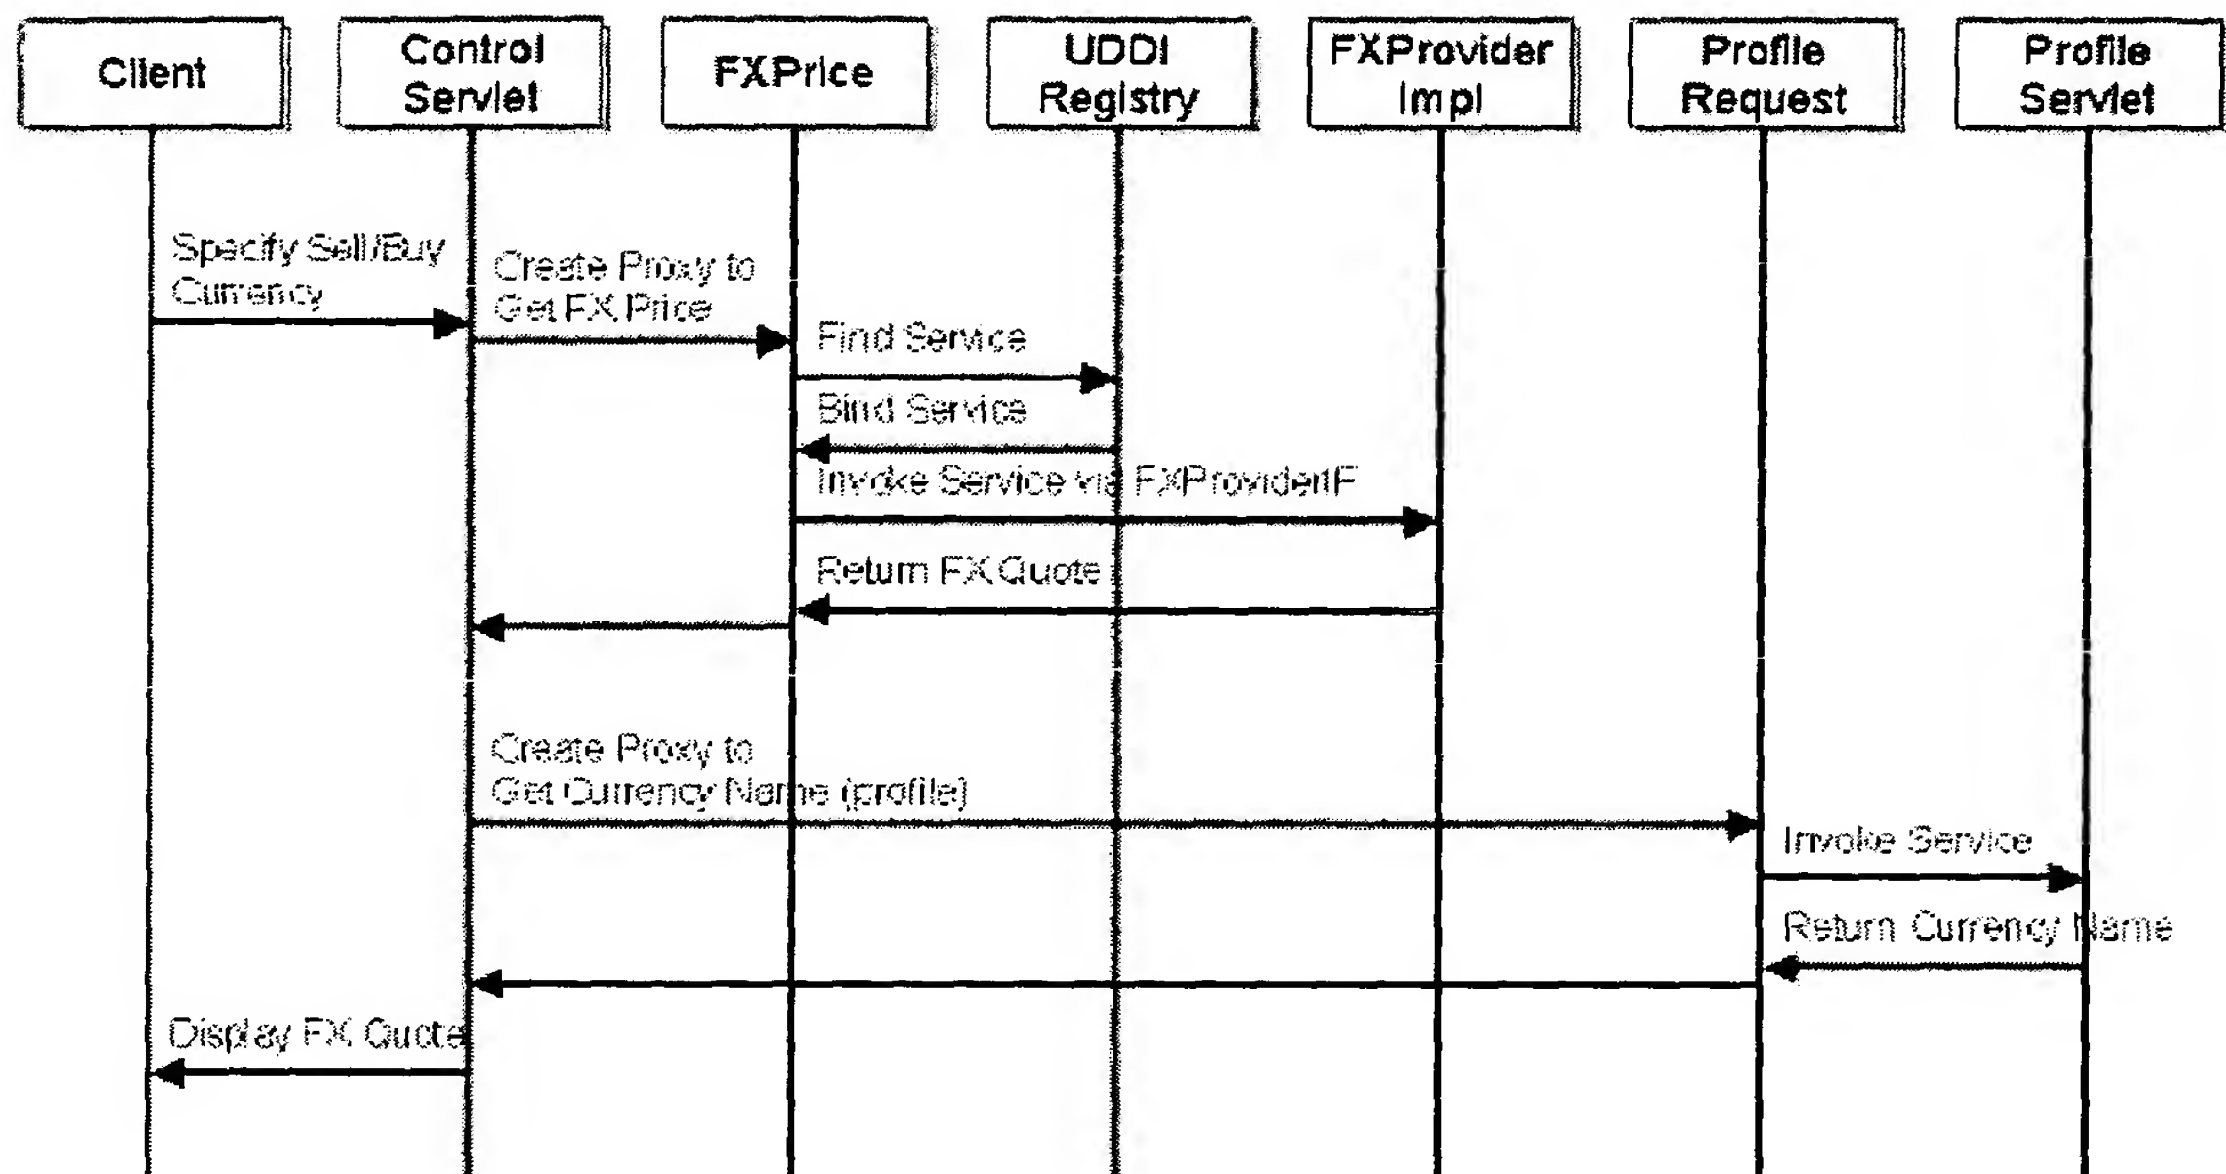 Client
Control
Servlet
FXPrice
UDDI
Registry
FXProvider
Impl
Profile
Request
Profile
Servlet
Specify Sell/Buy
Currency
Create Proxy to
Get FX Price
Find Service
Bind Service
Invoke Service via FXProviderIF
Return FX Quote
Create Proxy to
Get Currency Name (profile)
Invoke Service
Return Currency Name
Display FX Quote